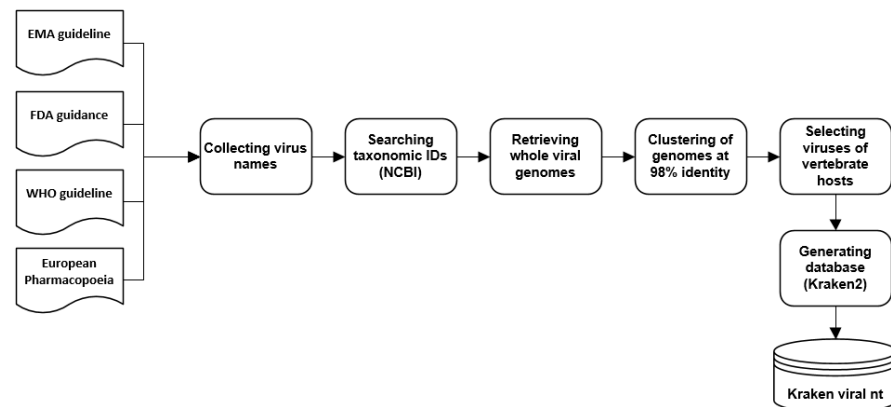 EMA guideline
FDA guidance
WHO guideline
European
Pharmacopoeia
Collecting virus
names
Searching
taxonomic IDs
(NCBI)
Retrieving
whole viral
genomes
Clustering of
genomes at
98% identity
Selecting
viruses of
vertebrate
hosts
Generating
database
(Kraken2)
Kraken viral nt